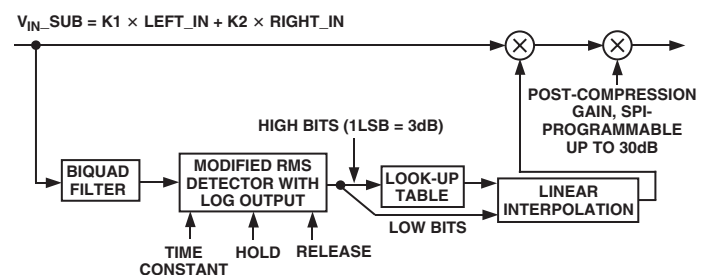 VIN_SUB = K1 × LEFT_IN + K2 × RIGHT_IN
POST-COMPRESSION
GAIN, SPI-
PROGRAMMABLE
UP TO 30dB
HIGH BITS (1LSB = 3dB)
BIQUAD
FILTER
MODIFIED RMS
DETECTOR WITH
LOG OUTPUT
LOOK-UP
TABLE
LINEAR
INTERPOLATION
LOW BITS
TIME
CONSTANT
HOLD
RELEASE